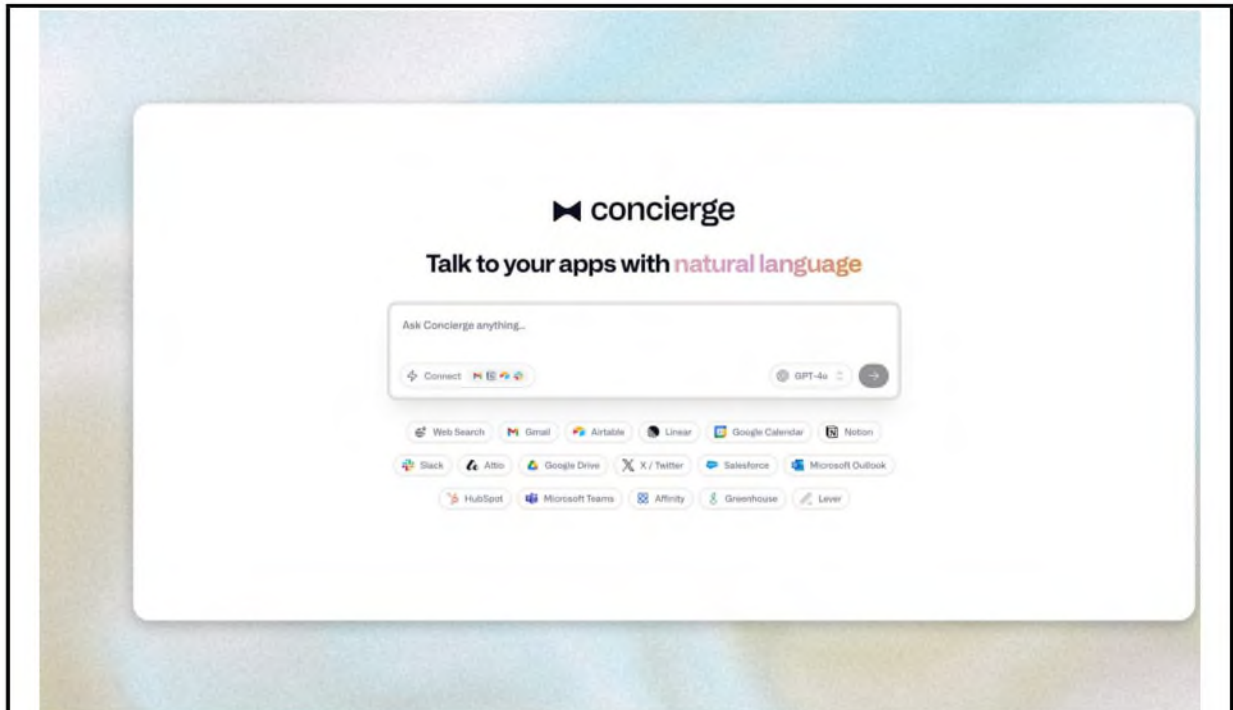 concierge
Talk to your apps with natural language
Ask Concierge anything...
Connect GPT-4o
Web Search Gmail Airtable Linear Google Calendar Notion
Slack Attio Google Drive X / Twitter Salesforce Microsoft Outlook
HubSpot Microsoft Teams Affinity Greenhouse Lever